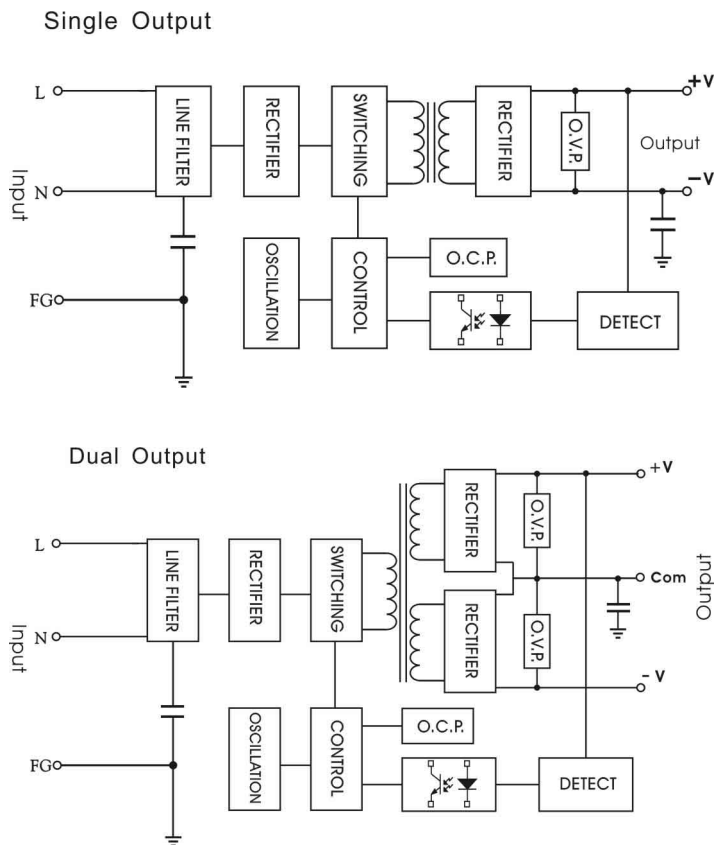 Single Output
L
N
FG
Input
LINE FILTER
RECTIFIER
SWITCHING
RECTIFIER
O.V.P.
+V
Output
-V
OSCILLATION
CONTROL
O.C.P.
DETECT
Dual Output
L
N
FG
Input
LINE FILTER
RECTIFIER
SWITCHING
RECTIFIER
RECTIFIER
O.V.P.
O.V.P.
+V
Com
- V
Output
OSCILLATION
CONTROL
O.C.P.
DETECT